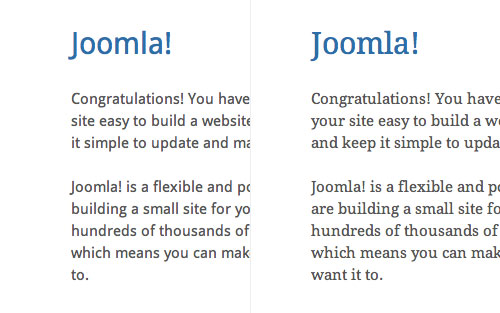 Joomla!
Congratulations! You have
site easy to build a website
it simple to update and ma
Joomla! is a flexible and po
building a small site for yo
hundreds of thousands of
which means you can mak
to.
Joomla!
Congratulations! You have
your site easy to build a we
and keep it simple to upda
Joomla! is a flexible and po
are building a small site fo
hundreds of thousands of
which means you can mak
want it to.